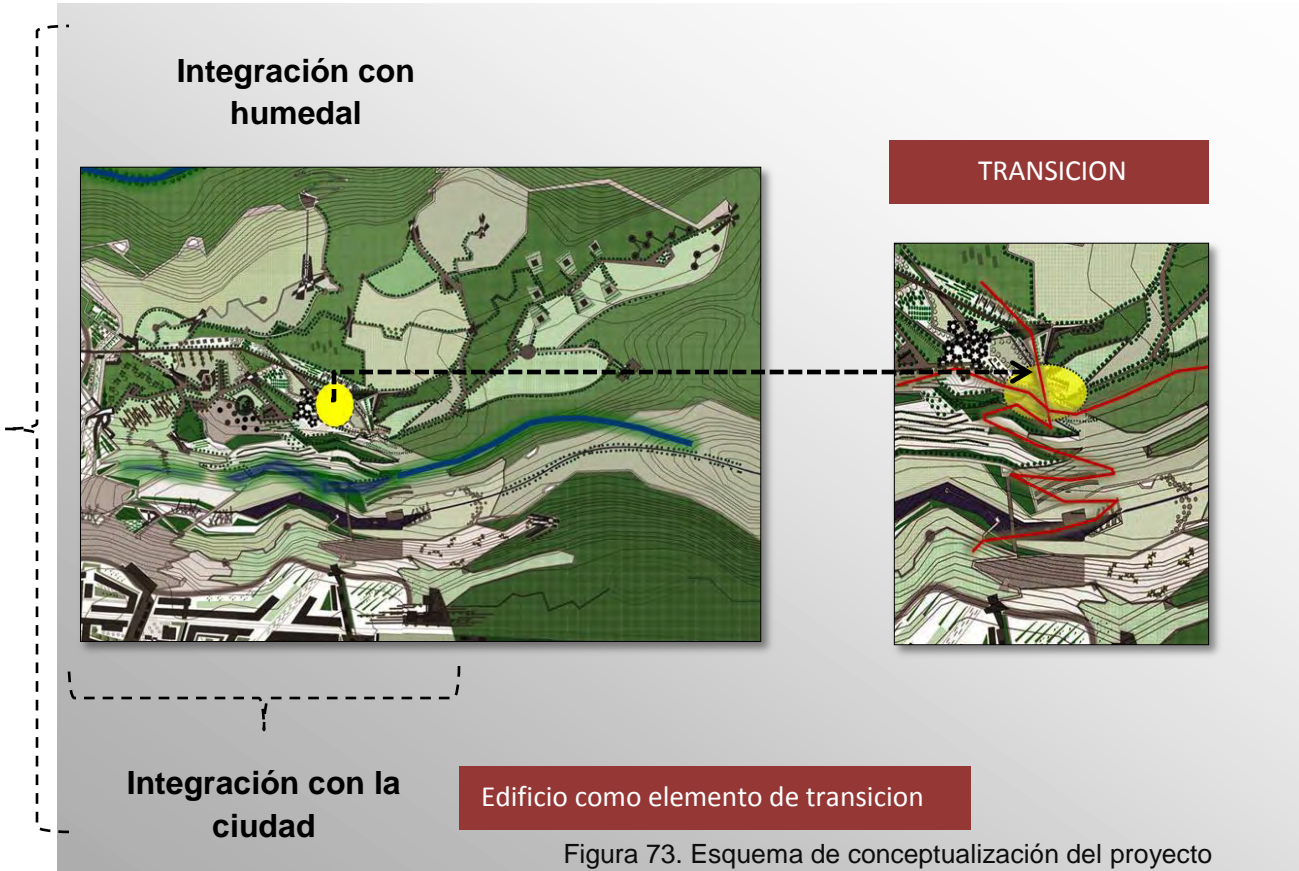 Integración con
humedal
TRANSICION
Integración con la
ciudad
Edificio como elemento de transicion
Figura 73. Esquema de conceptualización del proyecto